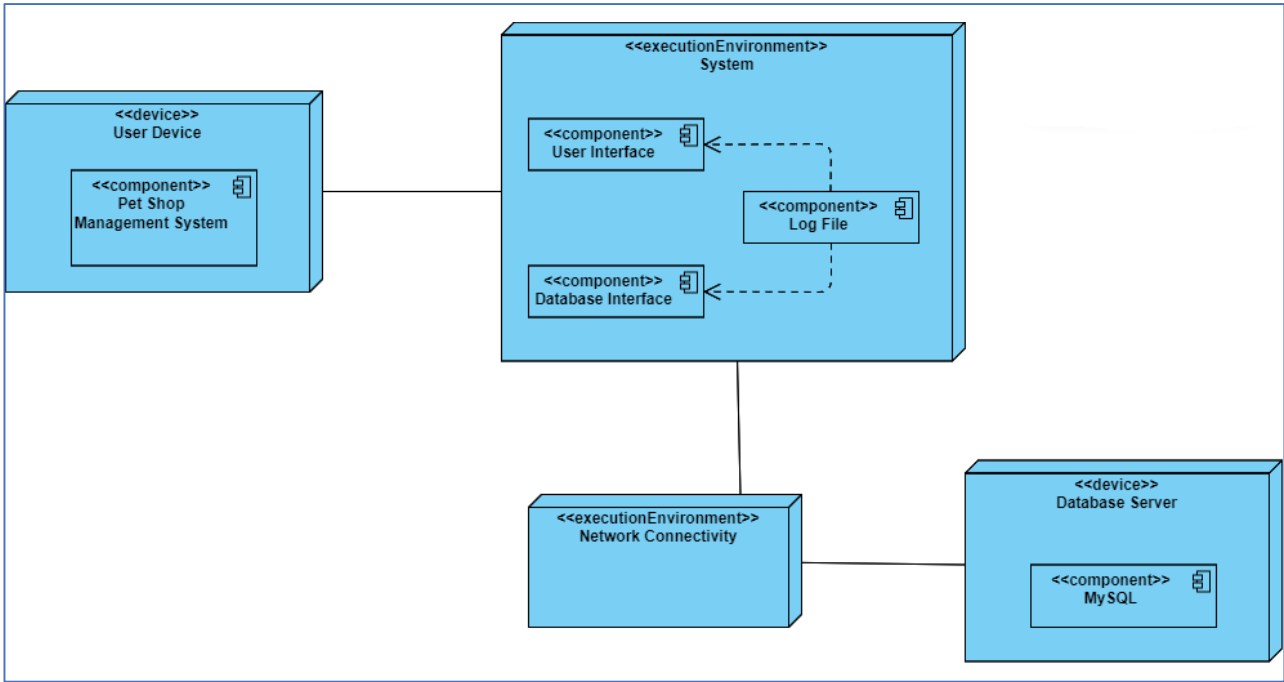 <<executionEnvironment>>
System
<<device>>
User Device
<<component>>
User Interface
<<component>>
Pet Shop
Management System
<<component>>
Log File
<<component>>
Database Interface
<<executionEnvironment>>
Network Connectivity
<<device>>
Database Server
<<component>>
MySQL